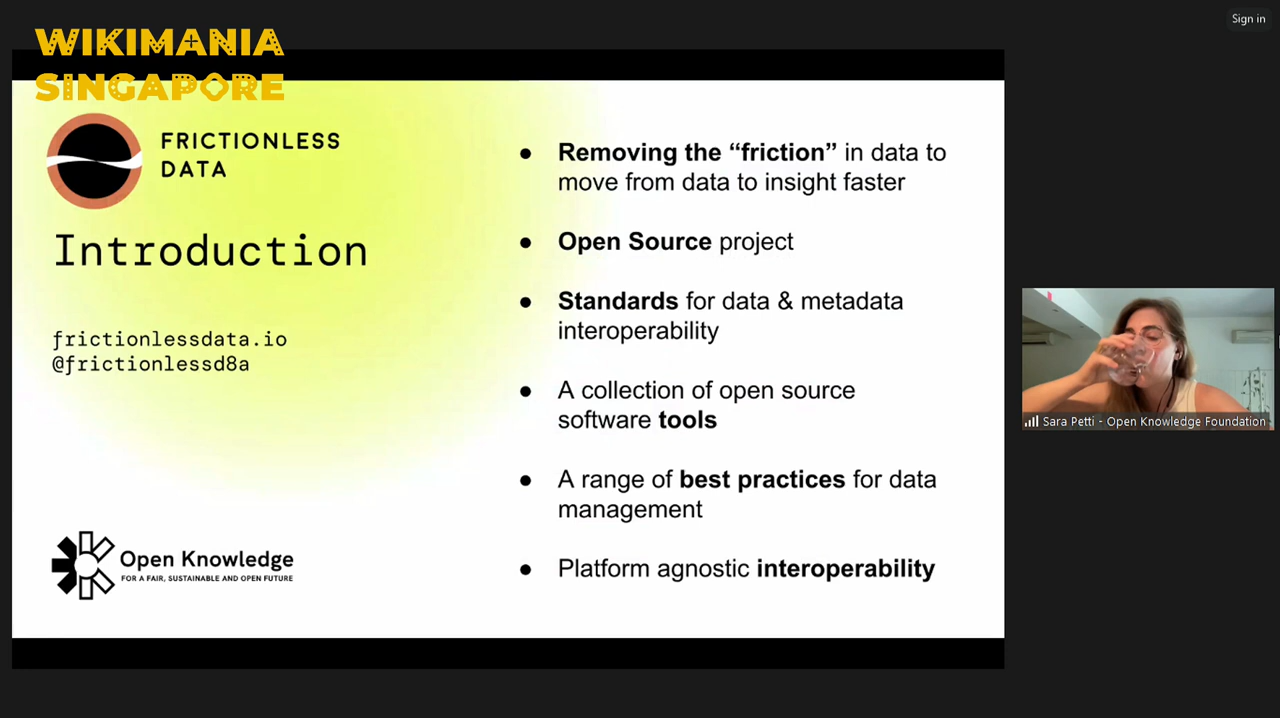 Sign in
WIKIMANIA
SINGAPORE
FRICTIONLESS
DATA
Introduction
frictionlessdata.io
@frictionlessd8a
Open Knowledge
FOR A FAIR, SUSTAINABLE AND OPEN FUTURE
● Removing the “friction” in data to
move from data to insight faster
● Open Source project
● Standards for data & metadata
interoperability
● A collection of open source
software tools
● A range of best practices for data
management
● Platform agnostic interoperability
Sara Petti - Open Knowledge Foundation